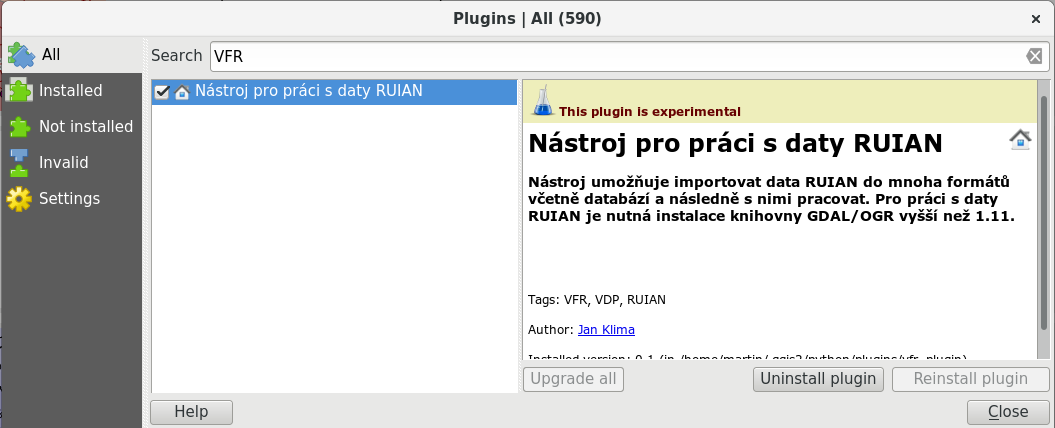 Plugins | All (590)
All
Installed
Not installed
Invalid
Settings
Search VFR
Nástroj pro práci s daty RUIAN
This plugin is experimental
Nástroj pro práci s daty RUIAN
Nástroj umožňuje importovat data RUIAN do mnoha formátů
včetně databází a následně s nimi pracovat. Pro práci s daty
RUIAN je nutná instalace knihovny GDAL/OGR vyšší než 1.11.
Tags: VFR, VDP, RUIAN
Author: Jan Klima
Installed version: 0.1 (in /home/martin/.qgis2/python/plugins/vfr_plugin)
Upgrade all
Uninstall plugin
Reinstall plugin
Help
Close